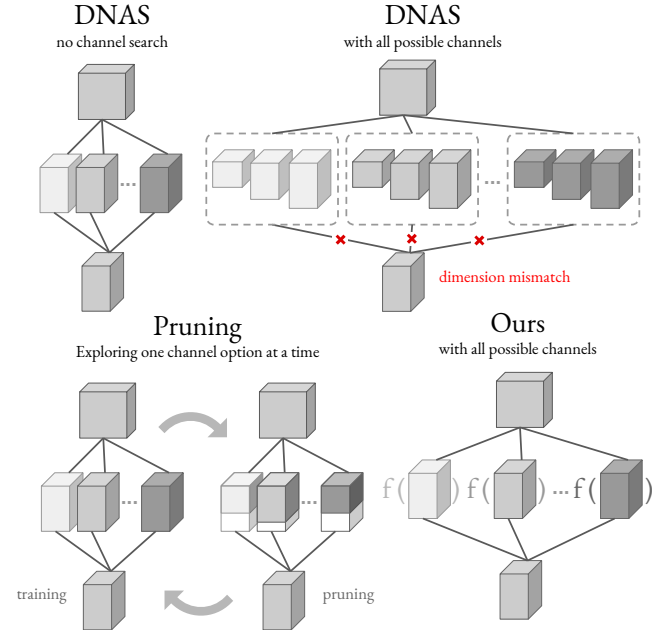 DNAS
no channel search
DNAS
with all possible channels
...
...
dimension mismatch
Pruning
Exploring one channel option at a time
Ours
with all possible channels
...
...
f( ) f( ) ... f( )
training
pruning